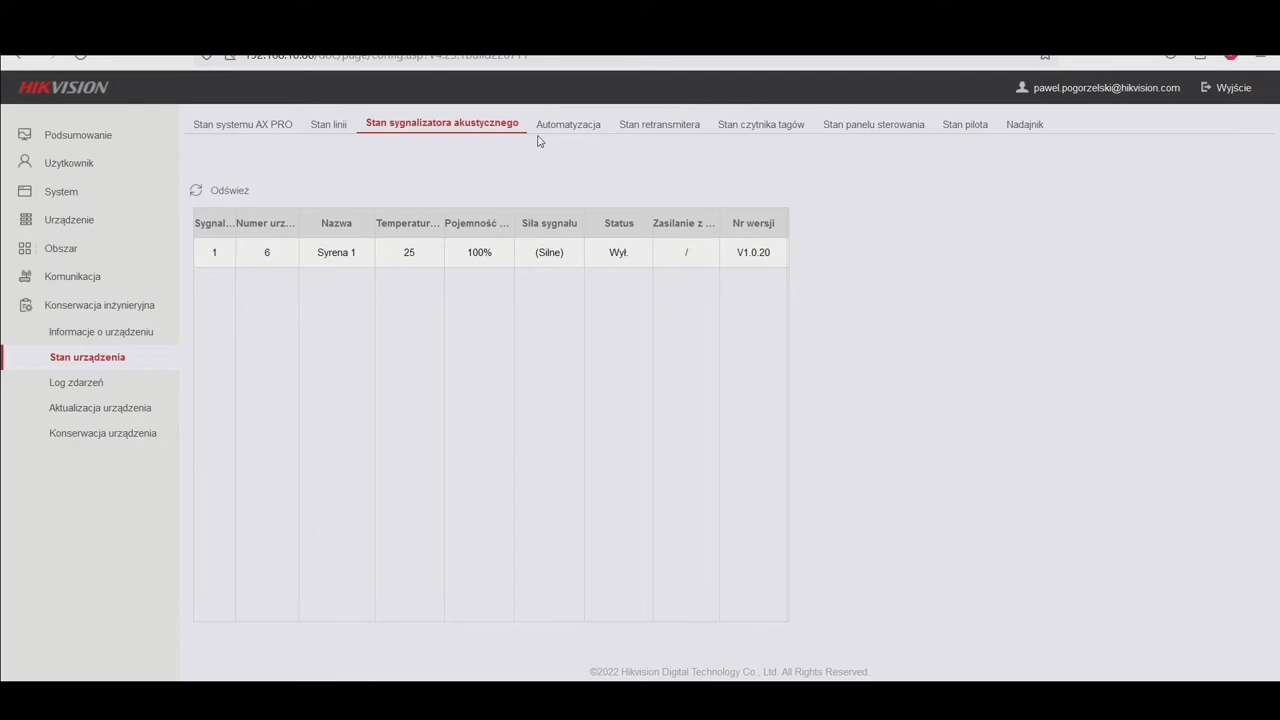 HIKVISION
pawel.pogorzelski@hikvision.com
Wyjście
Podsumowanie
Użytkownik
System
Urządzenie
Obszar
Komunikacja
Konserwacja inżynieryjna
Informacje o urządzeniu
Stan urządzenia
Log zdarzeń
Aktualizacja urządzenia
Konserwacja urządzenia
Stan systemu AX PRO Stan linii Stan sygnalizatora akustycznego Automatyzacja Stan retransmitera Stan czytnika tagów Stan panelu sterowania Stan pilota Nadajnik
Odśwież
Sygnal... Numer urz... Nazwa Temperatur... Pojemność ... Siła sygnału Status Zasilanie z ... Nr wersji
1 6 Syrena 1 25 100% (Silne) Wył. / V1.0.20
©2022 Hikvision Digital Technology Co., Ltd. All Rights Reserved.